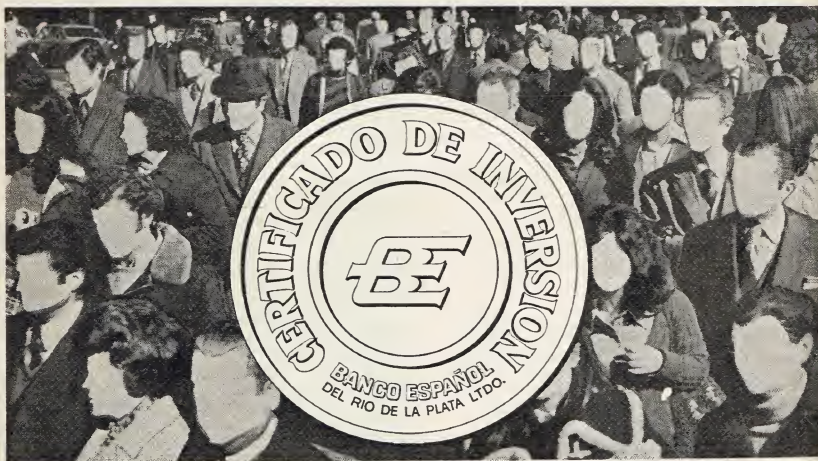 CERTIFICADO DE INVERSION
BE
BANCO ESPAÑOL
DEL RIO DE LA PLATA LTDO.